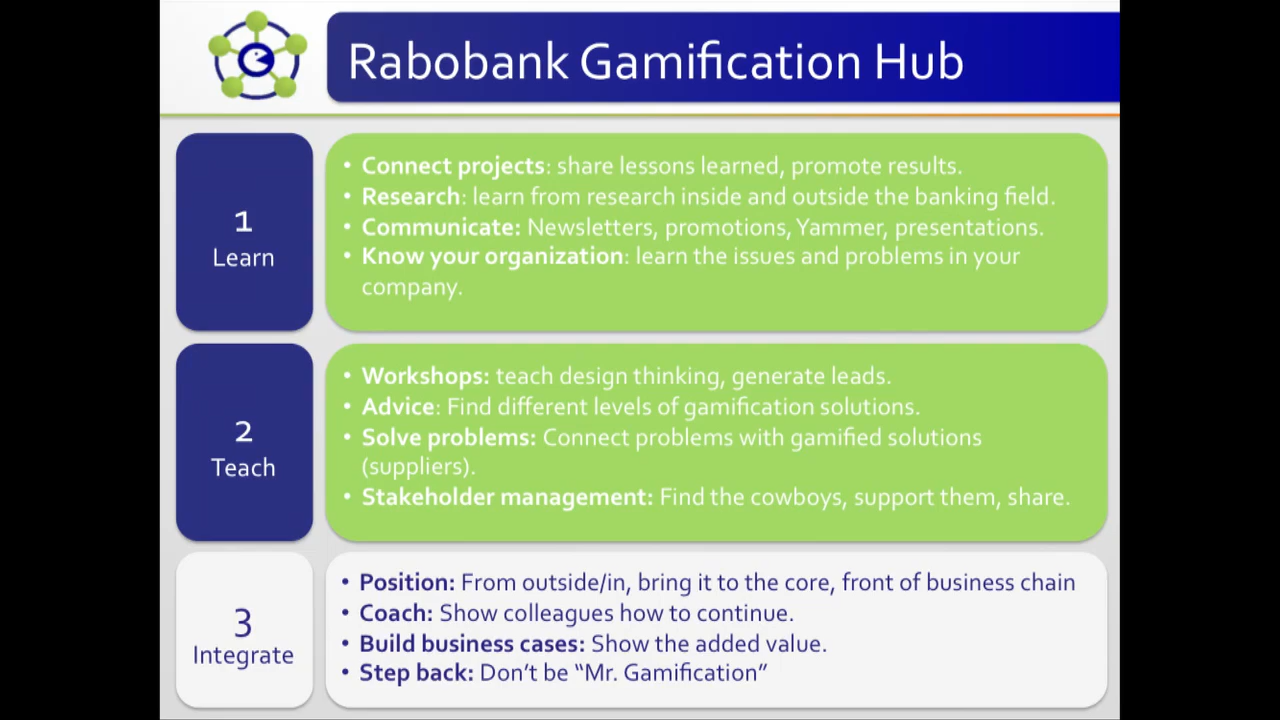 Rabobank Gamification Hub
1
Learn
• Connect projects: share lessons learned, promote results.
• Research: learn from research inside and outside the banking field.
• Communicate: Newsletters, promotions, Yammer, presentations.
• Know your organization: learn the issues and problems in your
company.
2
Teach
• Workshops: teach design thinking, generate leads.
• Advice: Find different levels of gamification solutions.
• Solve problems: Connect problems with gamified solutions
(suppliers).
• Stakeholder management: Find the cowboys, support them, share.
3
Integrate
• Position: From outside/in, bring it to the core, front of business chain
• Coach: Show colleagues how to continue.
• Build business cases: Show the added value.
• Step back: Don’t be “Mr. Gamification”